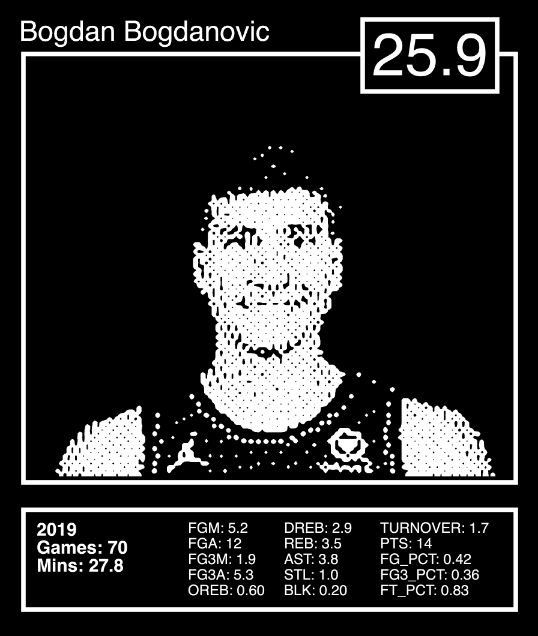 Bogdan Bogdanovic
25.9
2019
Games: 70
Mins: 27.8
FGM: 5.2
FGA: 12
FG3M: 1.9
FG3A: 5.3
OREB: 0.60
DREB: 2.9
REB: 3.5
AST: 3.8
STL: 1.0
BLK: 0.20
TURNOVER: 1.7
PTS: 14
FG_PCT: 0.42
FG3_PCT: 0.36
FT_PCT: 0.83